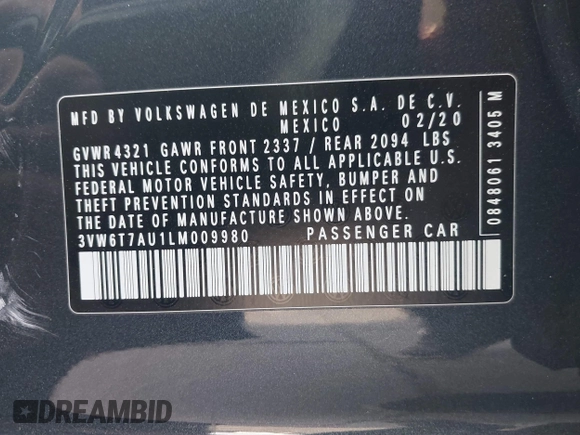 MFD BY VOLKSWAGEN DE MEXICO S.A. DE C.V.
MEXICO 02/20
GVWR4321 GAWR FRONT 2337 / REAR 2094 LBS
THIS VEHICLE CONFORMS TO ALL APPLICABLE U.S.
FEDERAL MOTOR VEHICLE SAFETY, BUMPER AND
THEFT PREVENTION STANDARDS IN EFFECT ON
THE DATE OF MANUFACTURE SHOWN ABOVE.
3VW6T7AU1LM009980 PASSENGER CAR
0848061 3405 M
DREAMBID